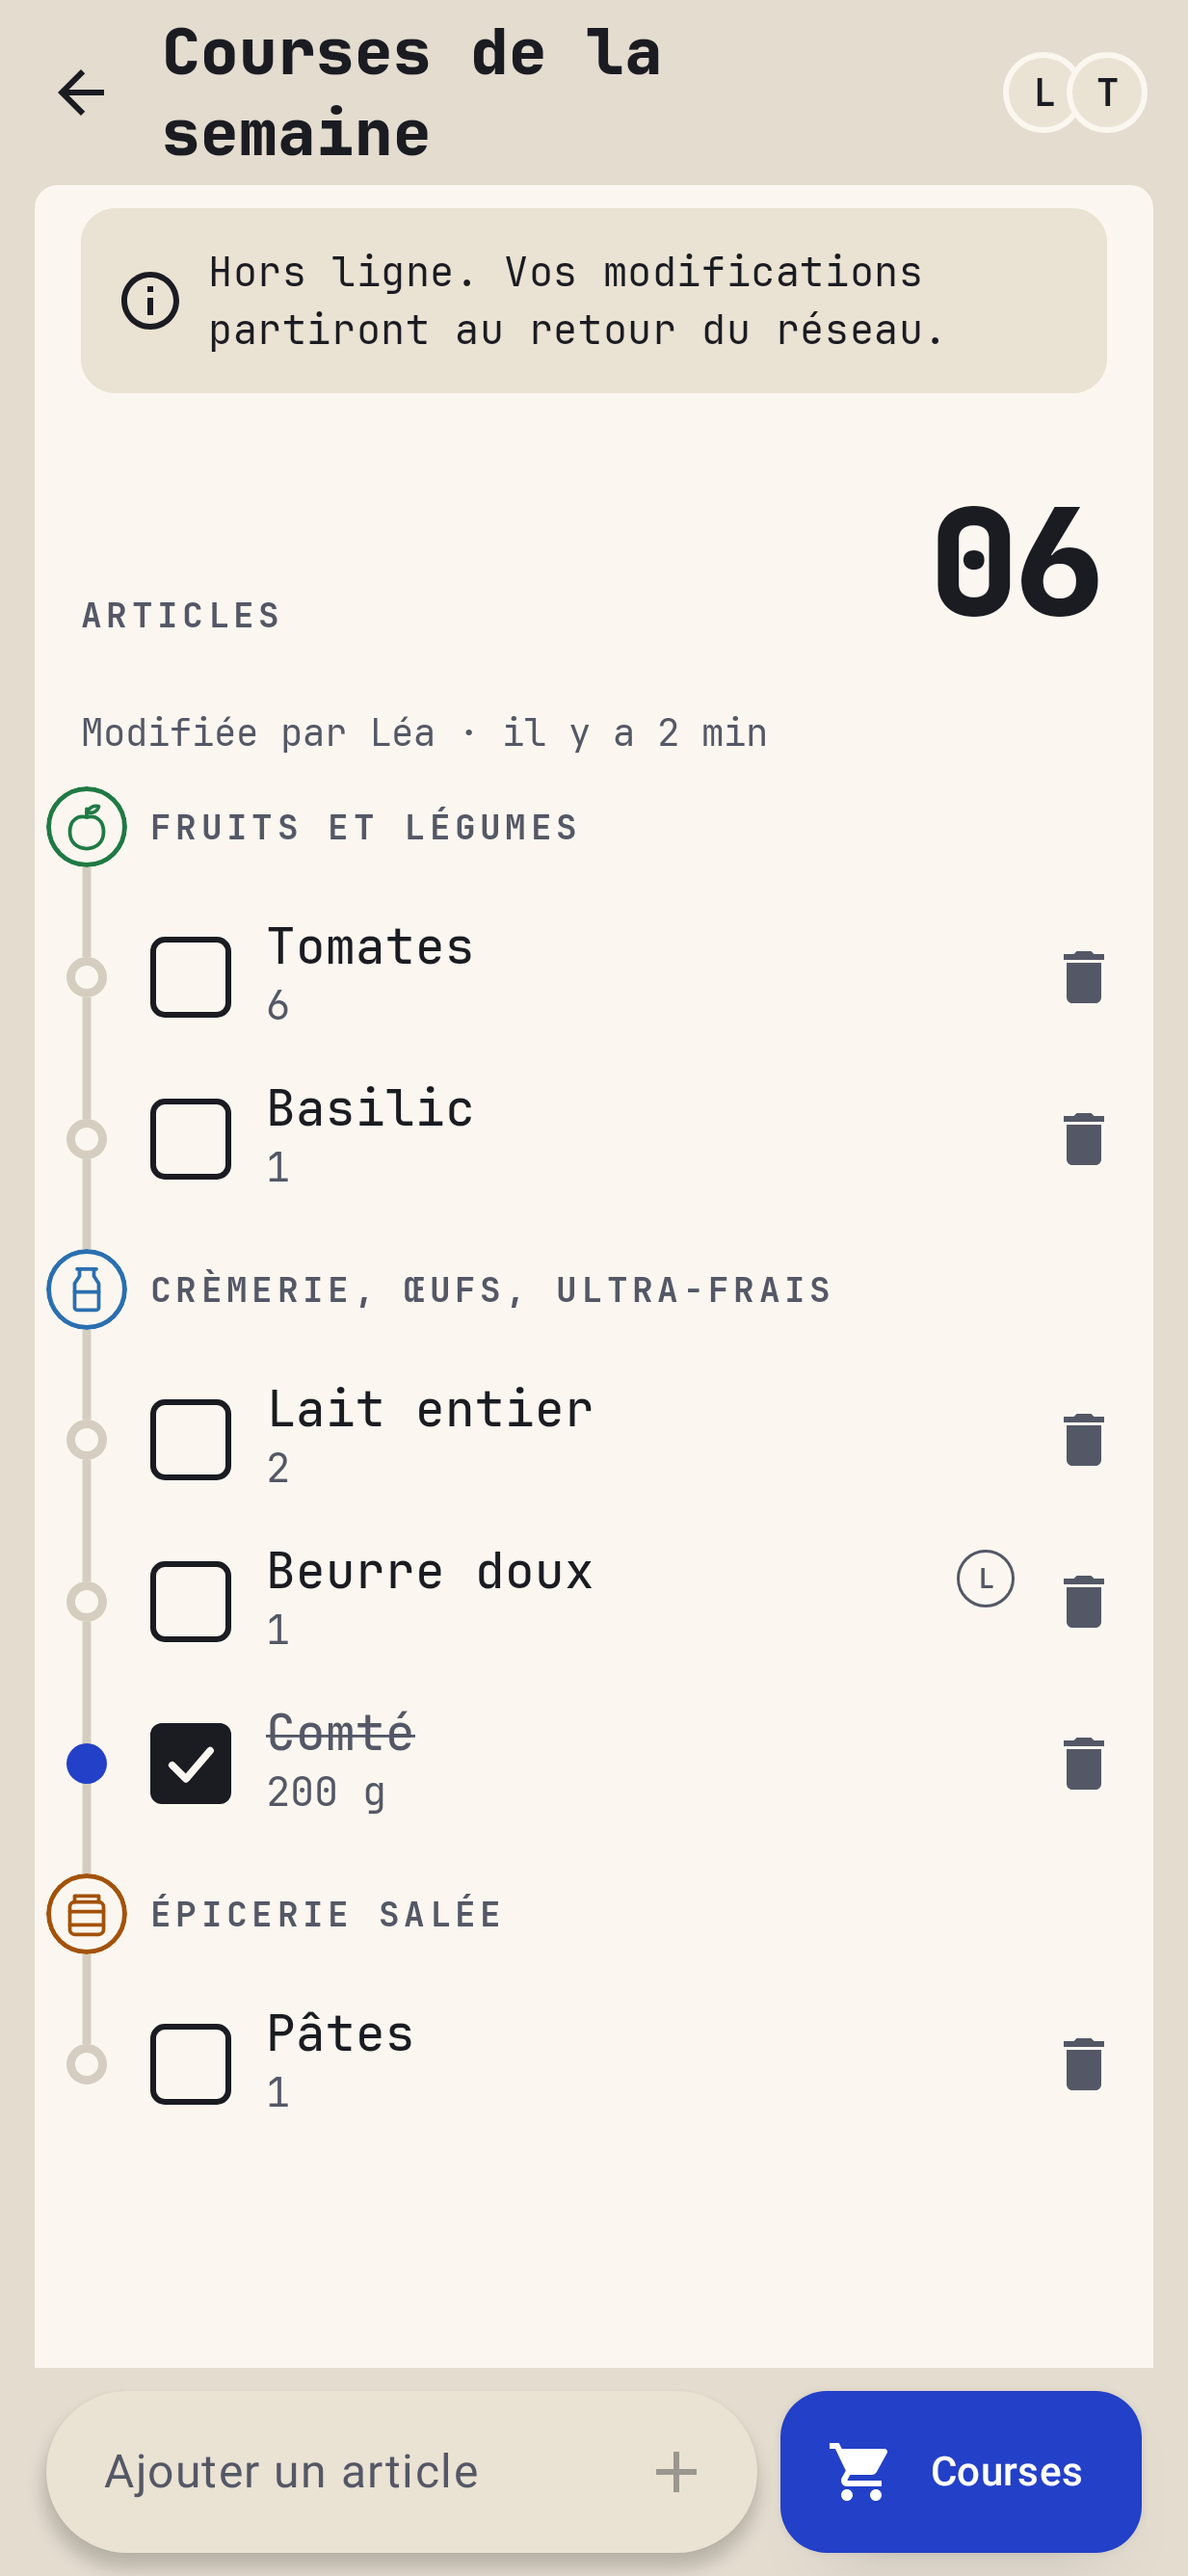 Courses de la
semaine
L T
Hors ligne. Vos modifications
partiront au retour du réseau.
06
ARTICLES
Modifiée par Léa · il y a 2 min
FRUITS ET LÉGUMES
Tomates
6
Basilic
1
CRÈMERIE, ŒUFS, ULTRA-FRAIS
Lait entier
2
Beurre doux
L
1
Comté
200 g
ÉPICERIE SALÉE
Pâtes
1
Ajouter un article
Courses